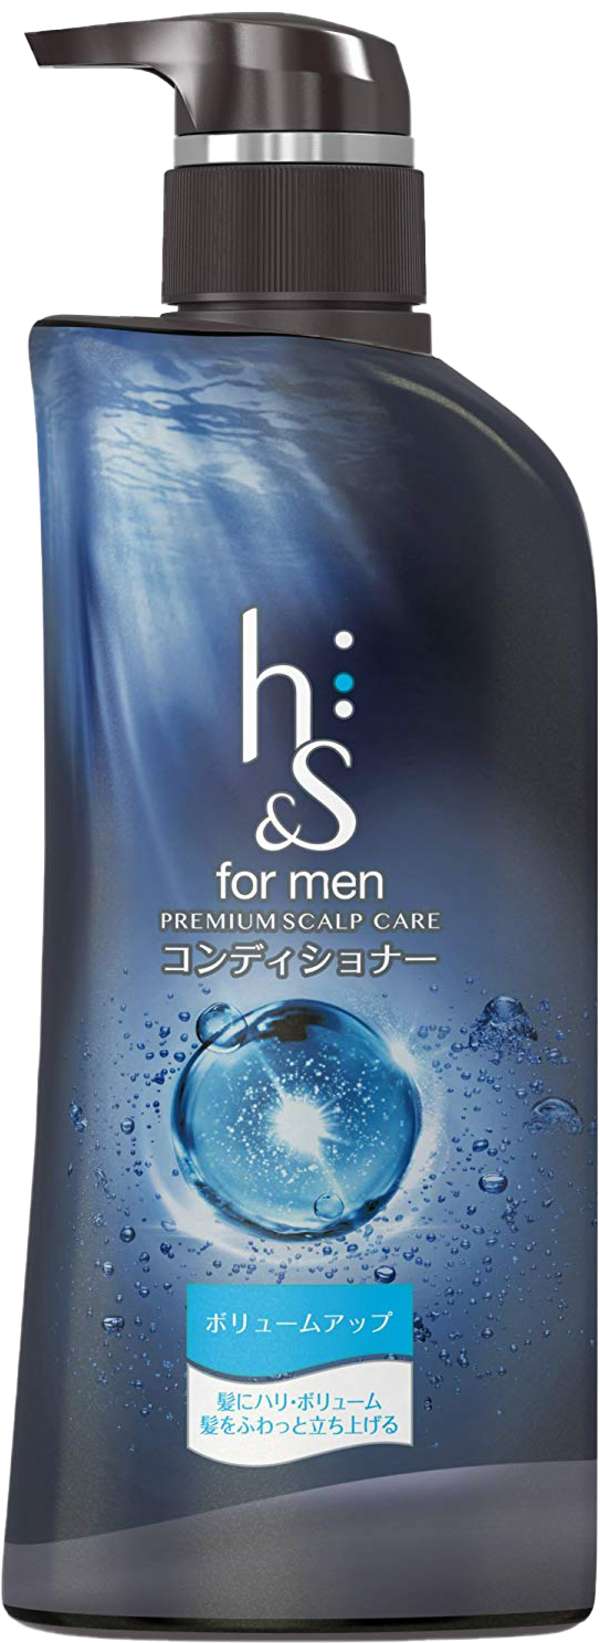 h&s
for men
PREMIUM SCALP CARE
コンディショナー
ボリュームアップ
髪にハリ・ボリューム
髪をふわっと立ち上げる